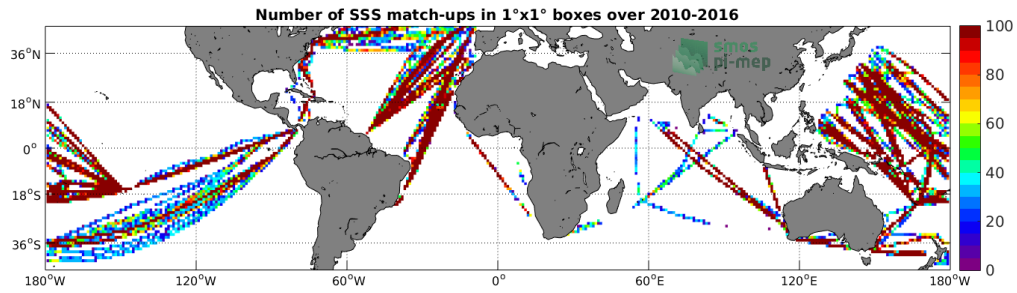 Number of SSS match-ups in 1°x1° boxes over 2010-2016
smos
pi-mep
36°N
18°N
0°
18°S
36°S
180°W
120°W
60°W
0°
60°E
120°E
180°W
100
80
60
40
20
0